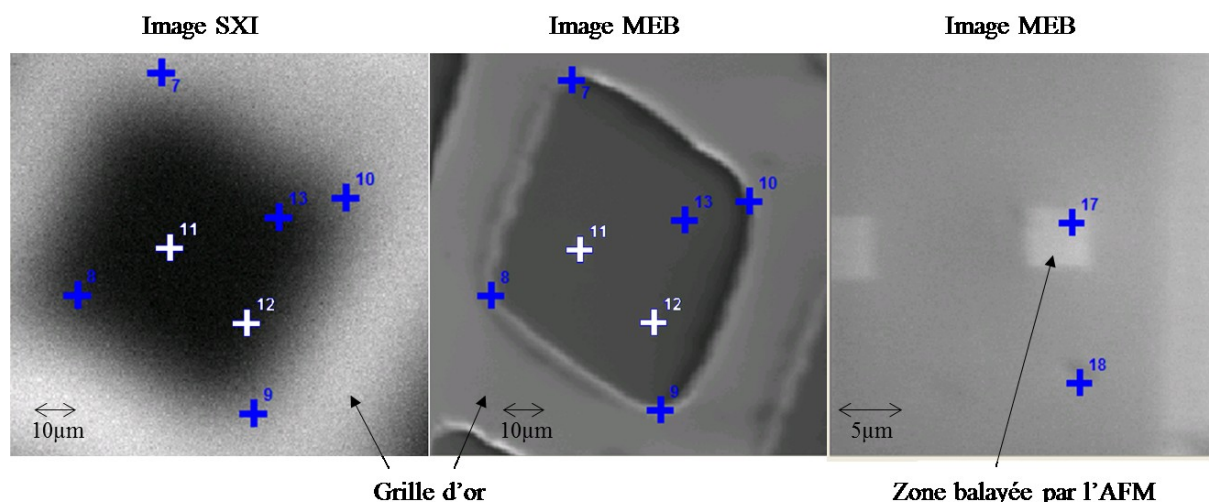 Image SXI
Image MEB
Image MEB
7
10
13
11
8
12
9
10µm
7
10
13
11
8
12
9
10µm
17
18
5µm
Grille d'or
Zone balayée par l'AFM